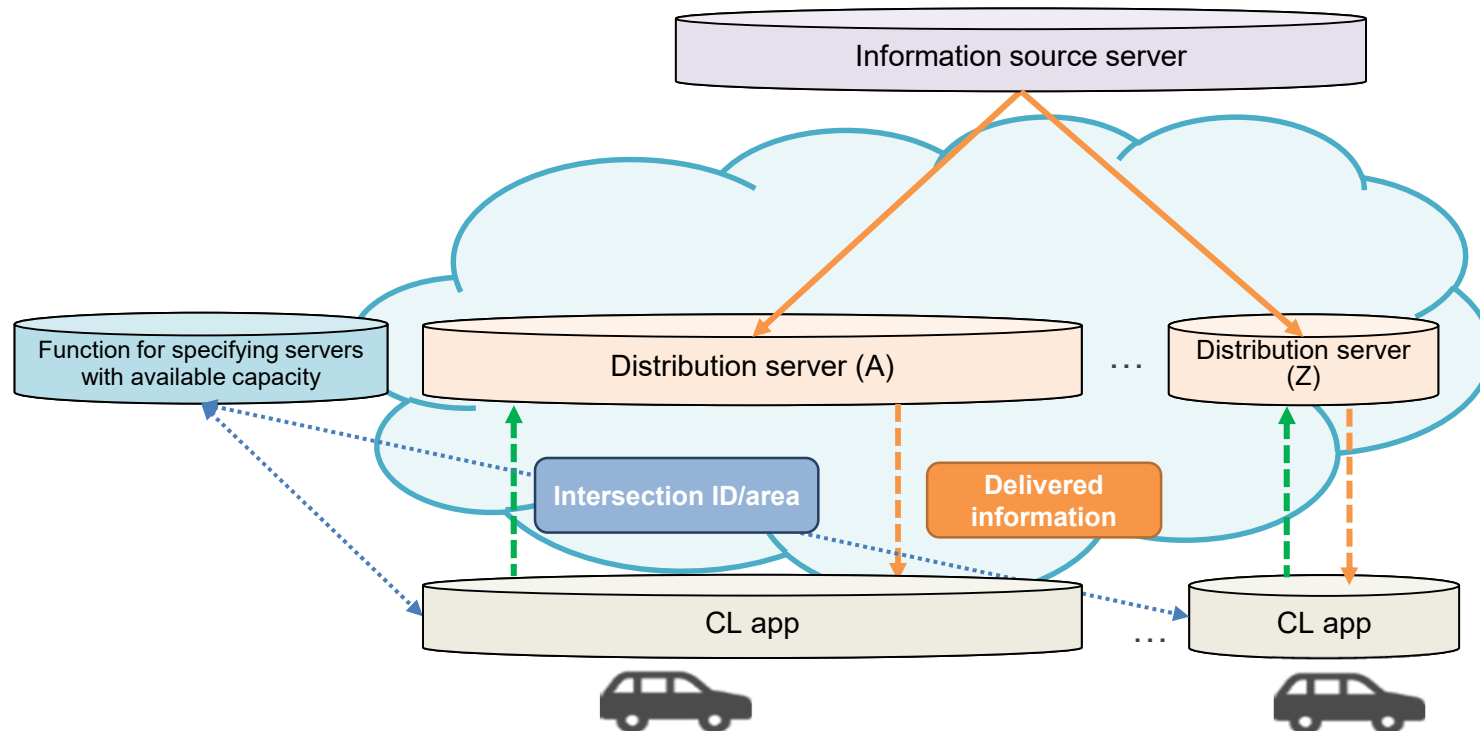 Information source server
Function for specifying servers
with available capacity
Distribution server (A)
...
Distribution server
(Z)
Intersection ID/area
Delivered
information
CL app
...
CL app